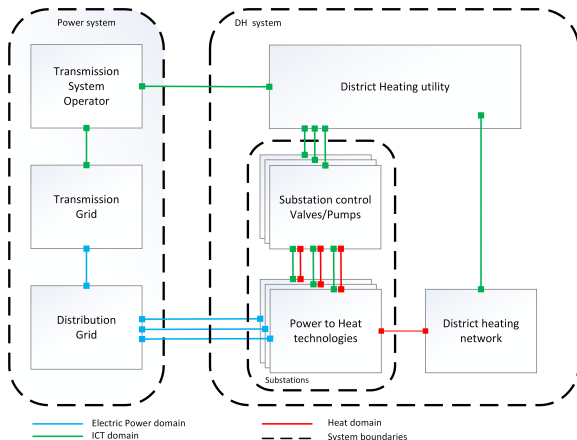 Power system
DH system
Transmission
System
Operator
District Heating utility
Transmission
Grid
Substation control
Valves/Pumps
Distribution
Grid
Power to Heat
technologies
District heating
network
Substations
Electric Power domain
Heat domain
ICT domain
System boundaries